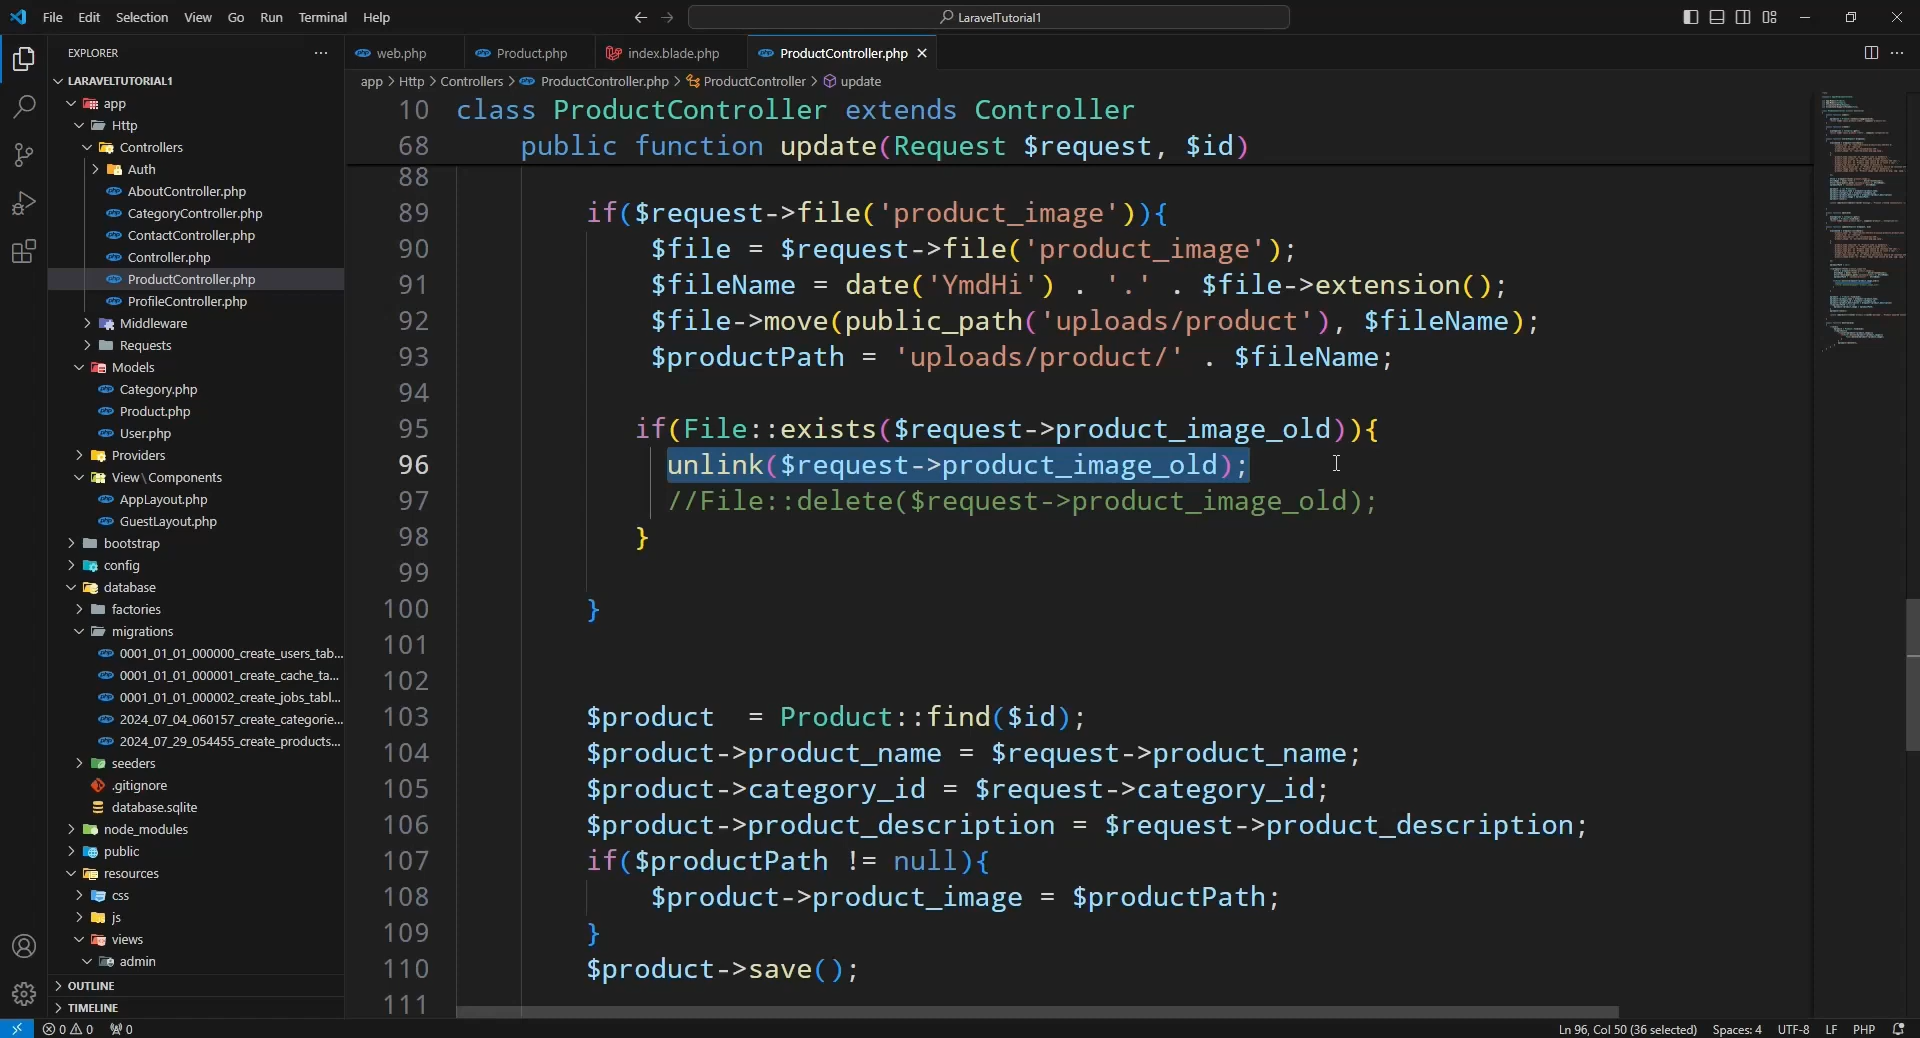 File Edit Selection View Go Run Terminal Help
LaravelTutorial1
EXPLORER
web.php
Product.php
index.blade.php
ProductController.php
app > Http > Controllers > ProductController.php > ProductController > update
LARAVELTUTORIAL1
app
Http
Controllers
Auth
AboutController.php
CategoryController.php
ContactController.php
Controller.php
ProductController.php
ProfileController.php
Middleware
Requests
Models
Category.php
Product.php
User.php
Providers
View\Components
AppLayout.php
GuestLayout.php
bootstrap
config
database
factories
migrations
0001_01_01_000000_create_users_tab...
0001_01_01_000001_create_cache_ta...
0001_01_01_000002_create_jobs_tabl...
2024_07_04_060157_create_categorie...
2024_07_29_054455_create_products...
seeders
.gitignore
database.sqlite
node_modules
public
resources
css
js
views
admin
OUTLINE
TIMELINE
10 class ProductController extends Controller
68 public function update(Request $request, $id)
88
89 if($request->file('product_image')){
90 $file = $request->file('product_image');
91 $fileName = date('YmdHi') . '.' . $file->extension();
92 $file->move(public_path('uploads/product'), $fileName);
93 $productPath = 'uploads/product/' . $fileName;
94
95 if(File::exists($request->product_image_old)){
96 unlink($request->product_image_old);
97 //File::delete($request->product_image_old);
98 }
99
100 }
101
102
103 $product  = Product::find($id);
104 $product->product_name = $request->product_name;
105 $product->category_id = $request->category_id;
106 $product->product_description = $request->product_description;
107 if($productPath != null){
108 $product->product_image = $productPath;
109 }
110 $product->save();
111
0 0 0
Ln 96, Col 50 (36 selected) Spaces: 4 UTF-8 LF PHP